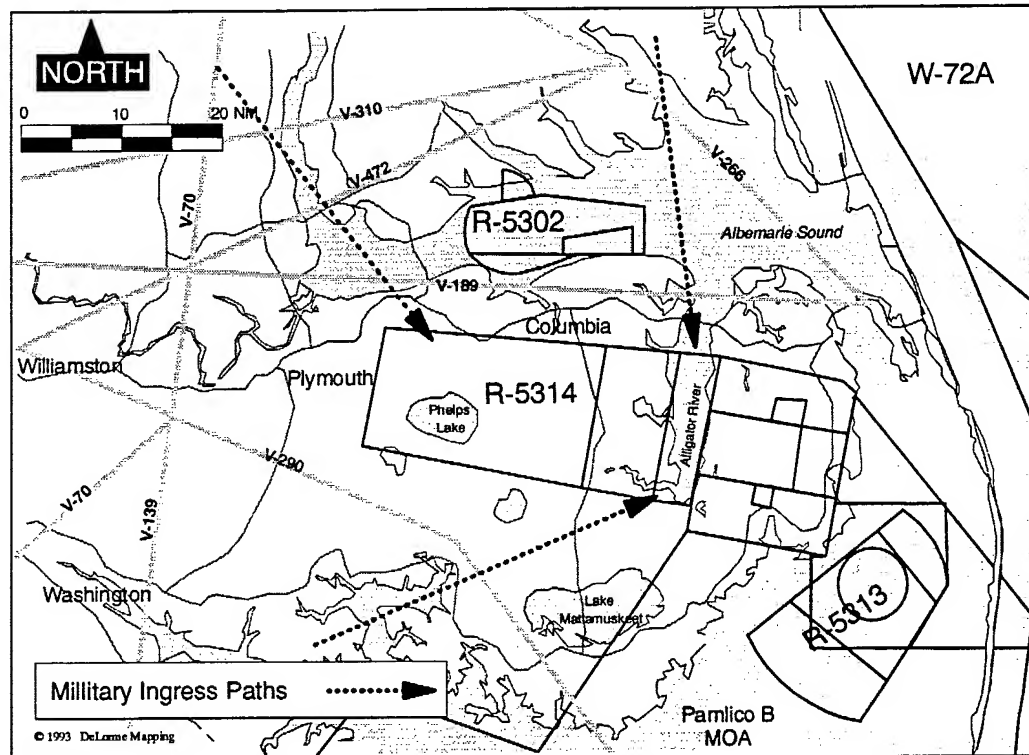 W-72A
NORTH
0 10 20 NM
V-310
V-472
V-266
V-70
R-5302
Albemarle Sound
V-189
Columbia
Williamston
Plymouth
R-5314
Phelps
Lake
Alligator River
V-290
V-70
V-139
Washington
Lake
Mattamuskeet
R-5313
Millitary Ingress Paths
Pamlico B
MOA
© 1993 DeLorme Mapping